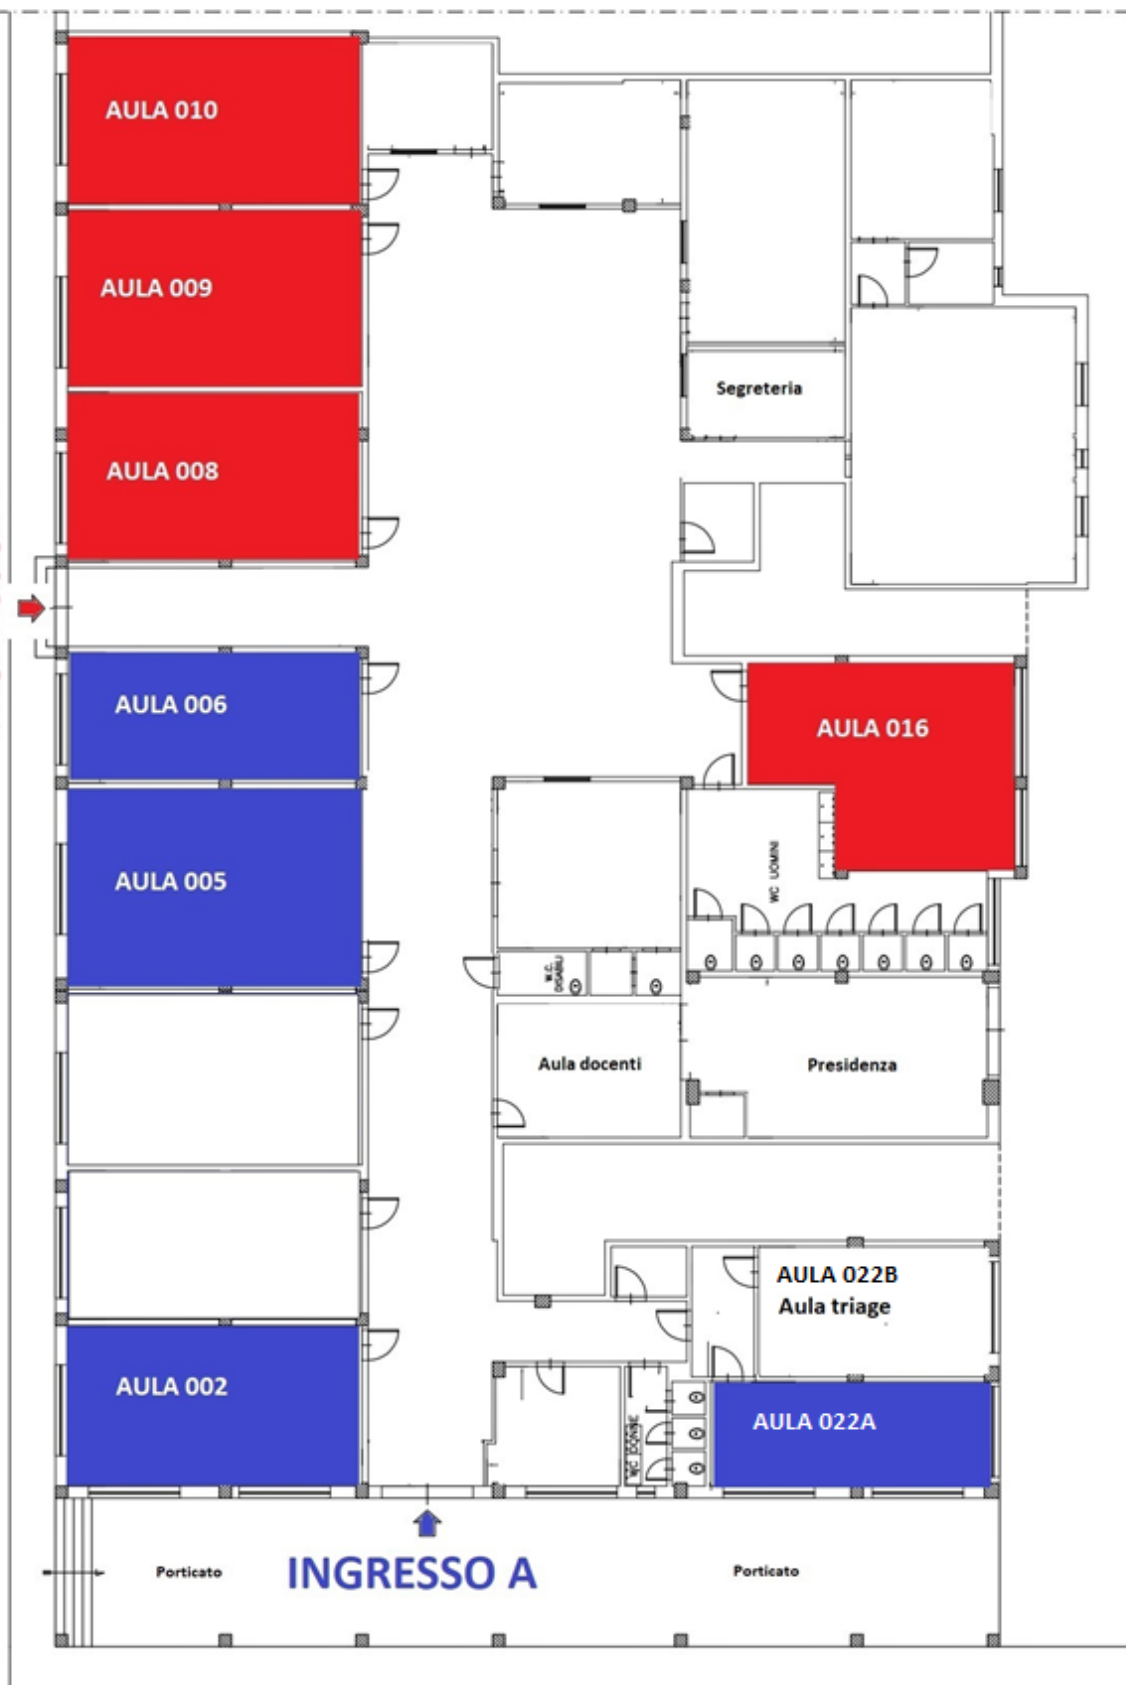 AULA 010
AULA 009
Segreteria
AULA 008
AULA 006
AULA 016
AULA 005
WC UOMINI
W.C.
DISABILI
Aula docenti
Presidenza
AULA 022B
Aula triage
AULA 002
AULA 022A
WC DONNE
Porticato
INGRESSO A
Porticato